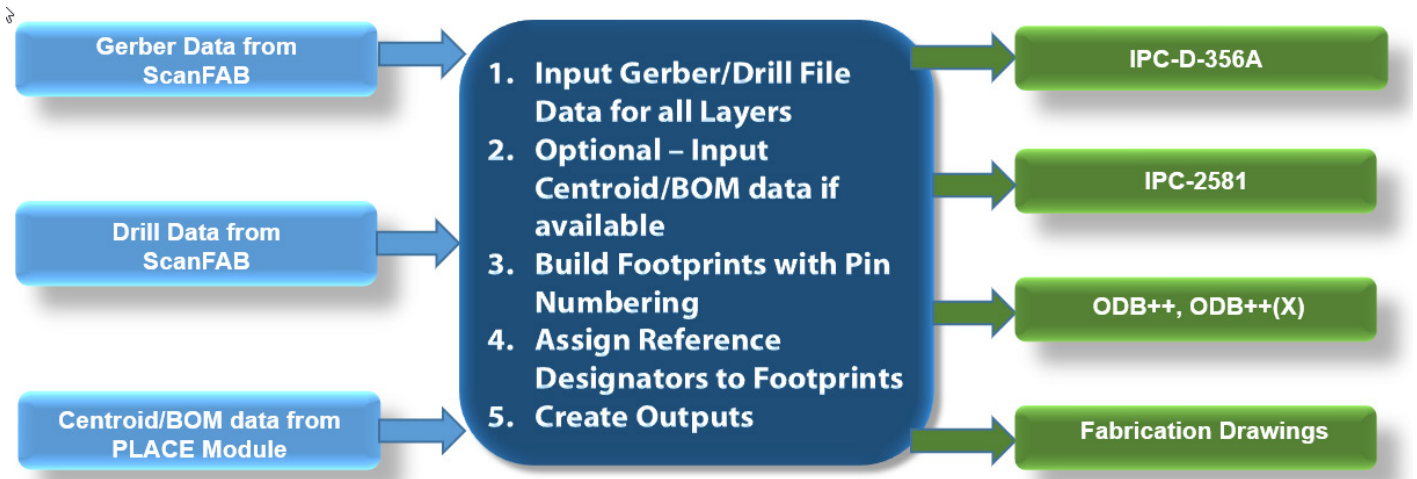 Gerber Data from
ScanFAB
Drill Data from
ScanFAB
Centroid/BOM data from
PLACE Module
1. Input Gerber/Drill File
Data for all Layers
2. Optional – Input
Centroid/BOM data if
available
3. Build Footprints with Pin
Numbering
4. Assign Reference
Designators to Footprints
5. Create Outputs
IPC-D-356A
IPC-2581
ODB++, ODB++(X)
Fabrication Drawings